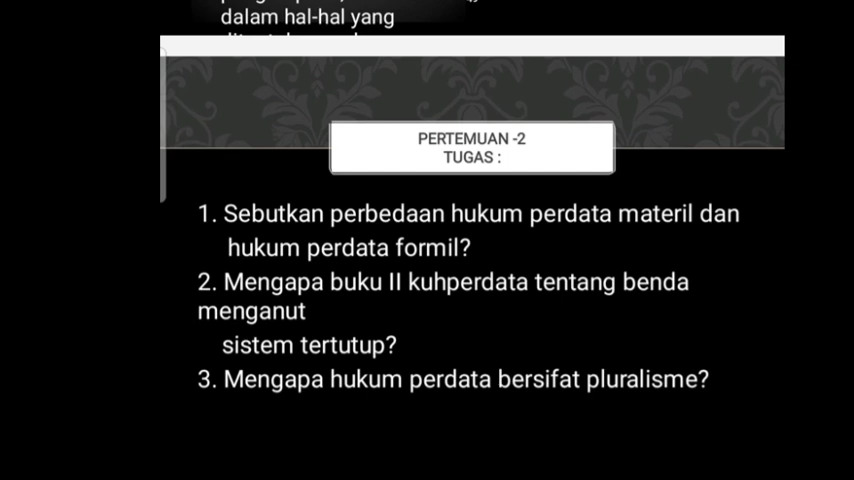 dalam hal-hal yang
PERTEMUAN -2
TUGAS :
1. Sebutkan perbedaan hukum perdata materil dan
hukum perdata formil?
2. Mengapa buku II kuhperdata tentang benda
menganut
sistem tertutup?
3. Mengapa hukum perdata bersifat pluralisme?